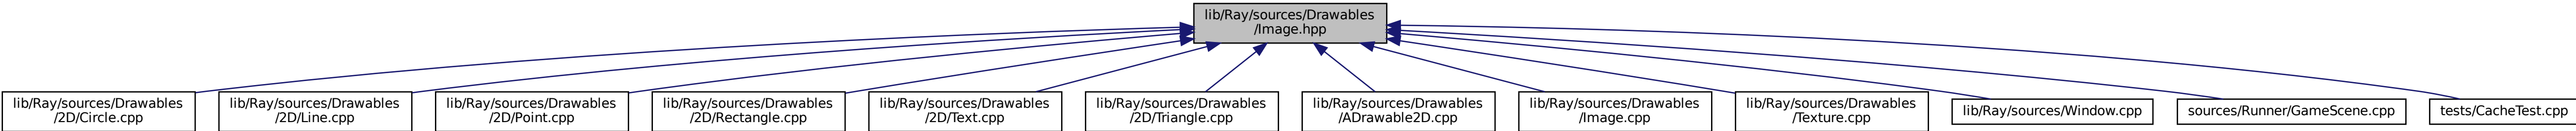 lib/Ray/sources/Drawables
/Image.hpp
lib/Ray/sources/Drawables
/2D/Circle.cpp
lib/Ray/sources/Drawables
/2D/Line.cpp
lib/Ray/sources/Drawables
/2D/Point.cpp
lib/Ray/sources/Drawables
/2D/Rectangle.cpp
lib/Ray/sources/Drawables
/2D/Text.cpp
lib/Ray/sources/Drawables
/2D/Triangle.cpp
lib/Ray/sources/Drawables
/ADrawable2D.cpp
lib/Ray/sources/Drawables
/Image.cpp
lib/Ray/sources/Drawables
/Texture.cpp
lib/Ray/sources/Window.cpp
sources/Runner/GameScene.cpp
tests/CacheTest.cpp